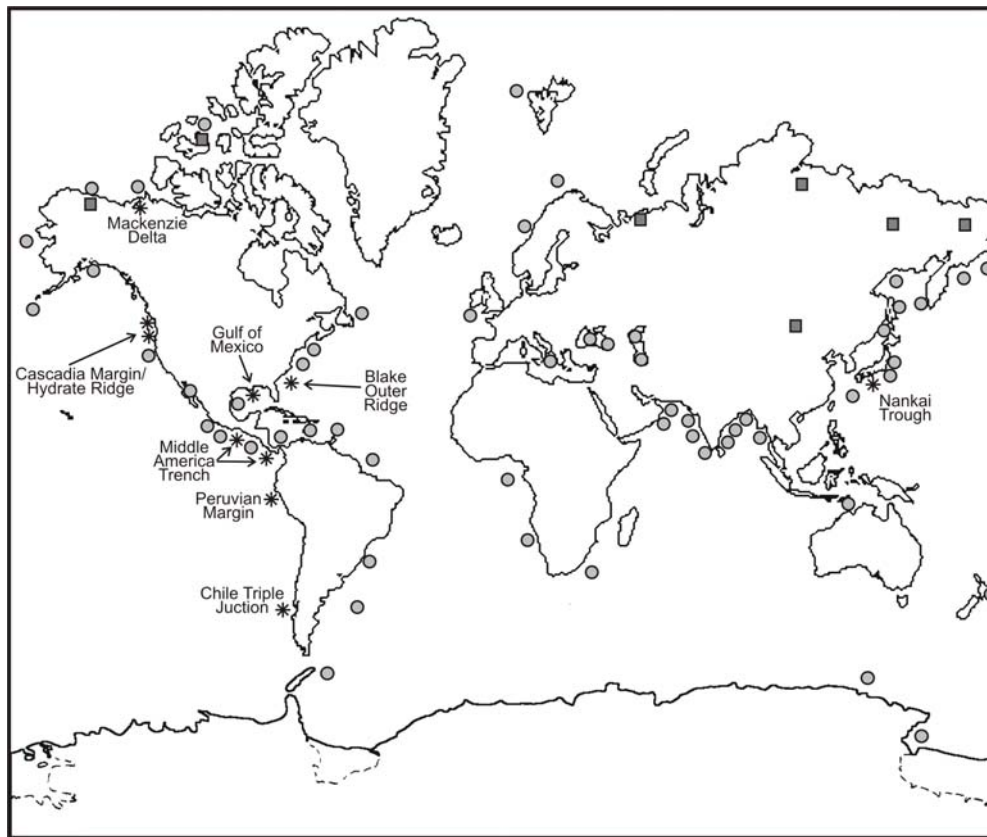 Mackenzie
Delta
Gulf of
Mexico
Cascadia Margin/
Hydrate Ridge
Blake
Outer
Ridge
Nankai
Trough
Middle
America
Trench
Peruvian
Margin
Chile Triple
Juction